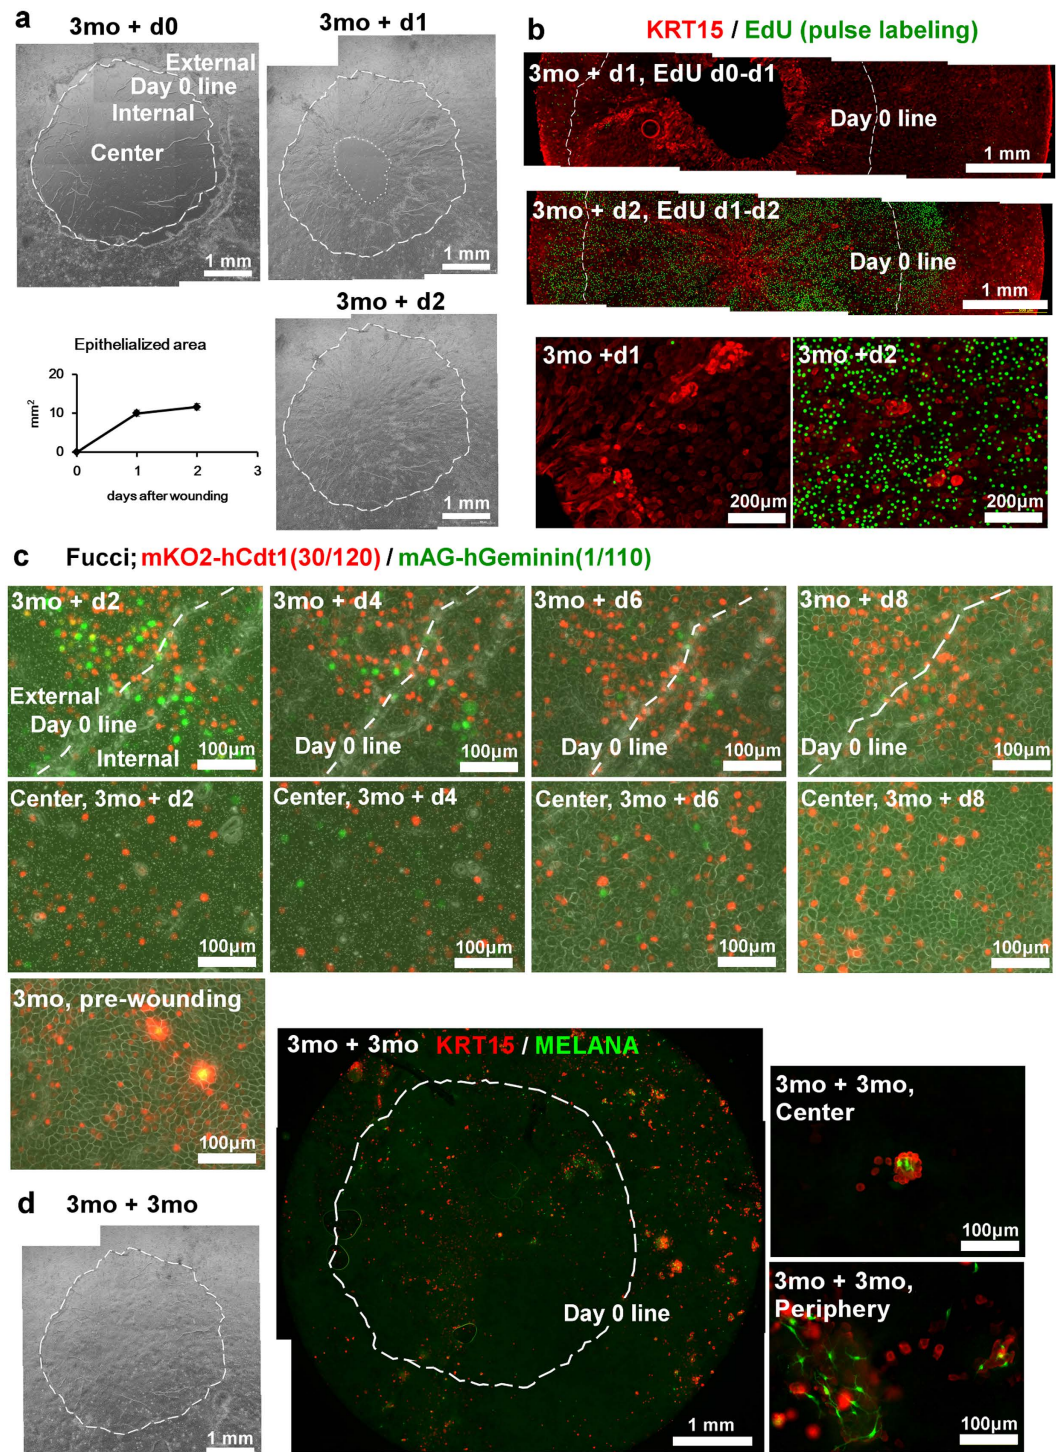 a
3mo + d0
3mo + d1
External
Day 0 line
Internal
Center
1 mm
1 mm
3mo + d2
Epithelialized area
mm²
20
10
0
0
1
2
3
days after wounding
1 mm
b
KRT15 / EdU (pulse labeling)
3mo + d1, EdU d0-d1
Day 0 line
1 mm
3mo + d2, EdU d1-d2
Day 0 line
1 mm
3mo +d1
200µm
3mo +d2
200µm
c
Fucci; mKO2-hCdt1(30/120) / mAG-hGeminin(1/110)
3mo + d2
External
Day 0 line
Internal
100µm
3mo + d4
Day 0 line
100µm
3mo + d6
Day 0 line
100µm
3mo + d8
Day 0 line
100µm
Center, 3mo + d2
100µm
Center, 3mo + d4
100µm
Center, 3mo + d6
100µm
Center, 3mo + d8
100µm
3mo, pre-wounding
100µm
d
3mo + 3mo
1 mm
3mo + 3mo KRT15 / MELANA
Day 0 line
1 mm
3mo + 3mo,
Center
100µm
3mo + 3mo,
Periphery
100µm